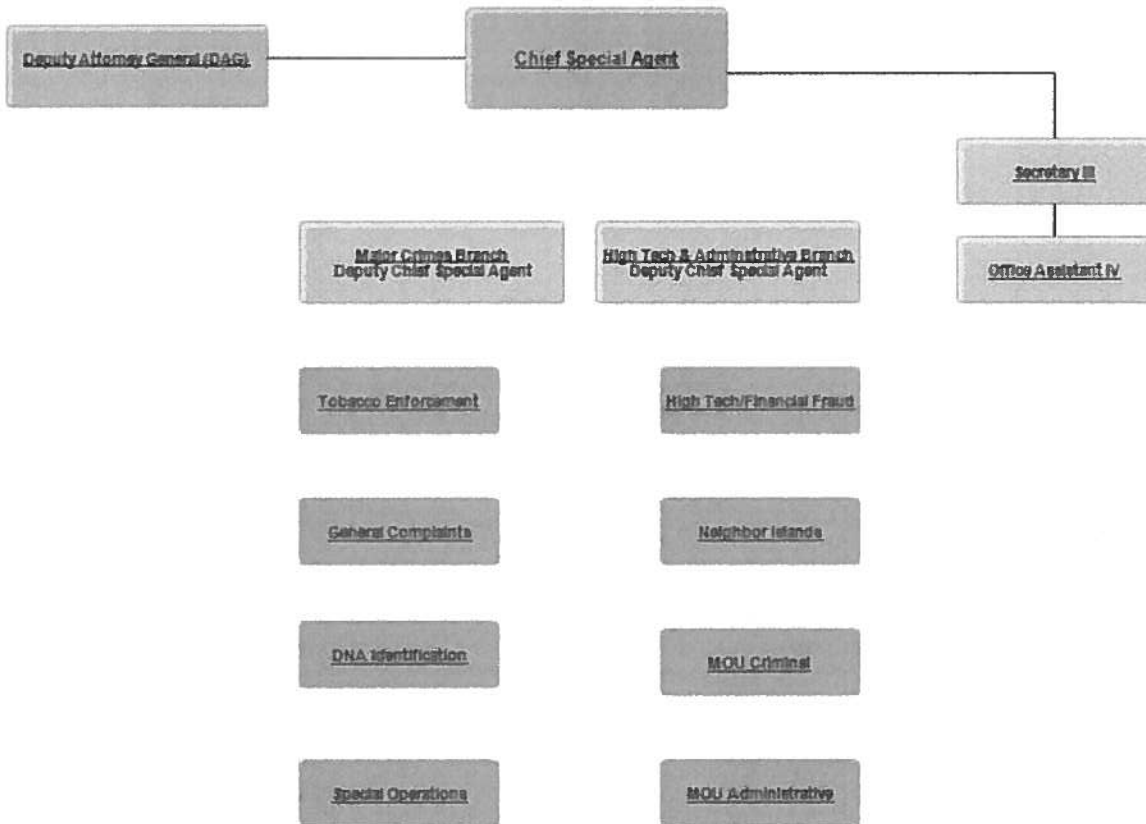 Deputy Attorney General (DAG)
Chief Special Agent
Secretary III
Office Assistant IV
Major Crimes Branch
Deputy Chief Special Agent
High Tech & Administrative Branch
Deputy Chief Special Agent
Tobacco Enforcement
High Tech/Financial Fraud
General Complaints
Neighbor Islands
DNA Identification
MOU Criminal
Special Operations
MOU Administrative